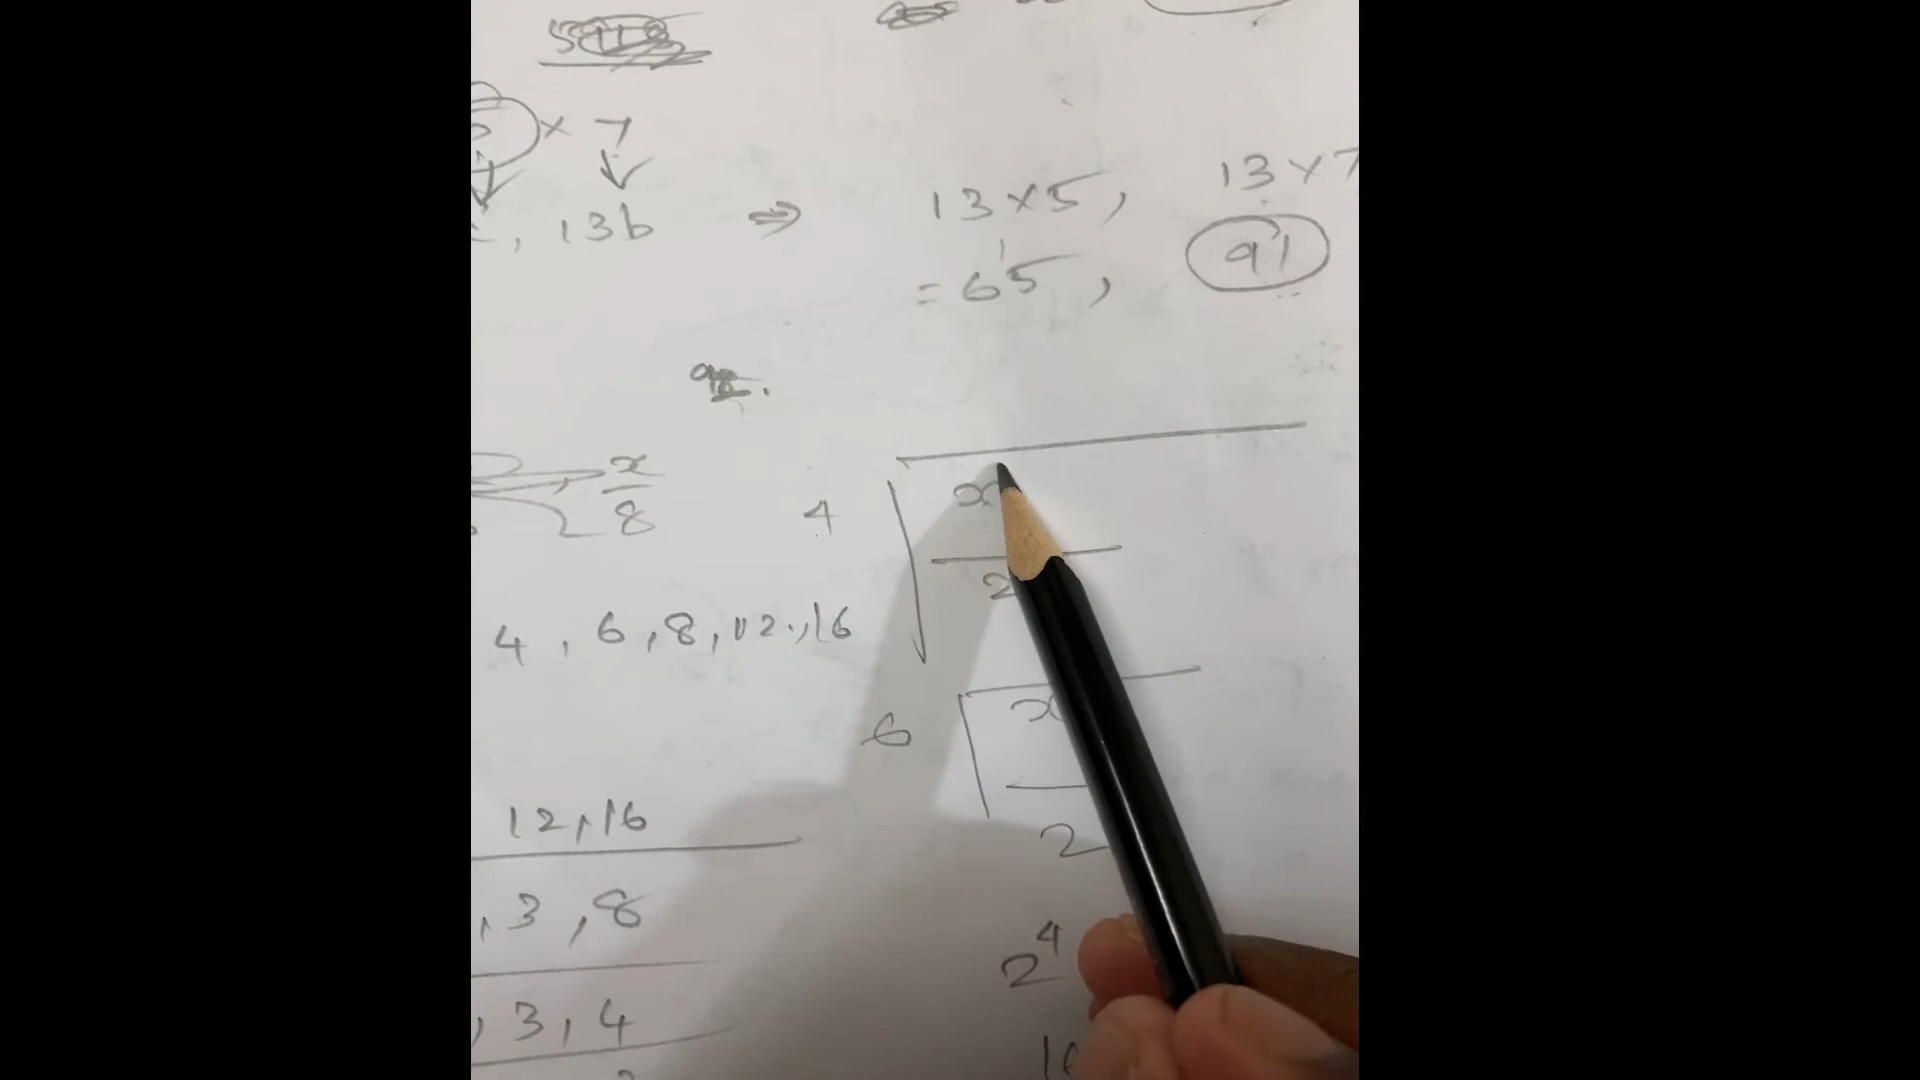 × 7
, 13b ⇒ 13×5, 13×7
= 65, 91
x
8
4 x
2
4, 6, 8, 12, 16
6 x
2
12, 16
, 3, 8
2⁴
, 3, 4